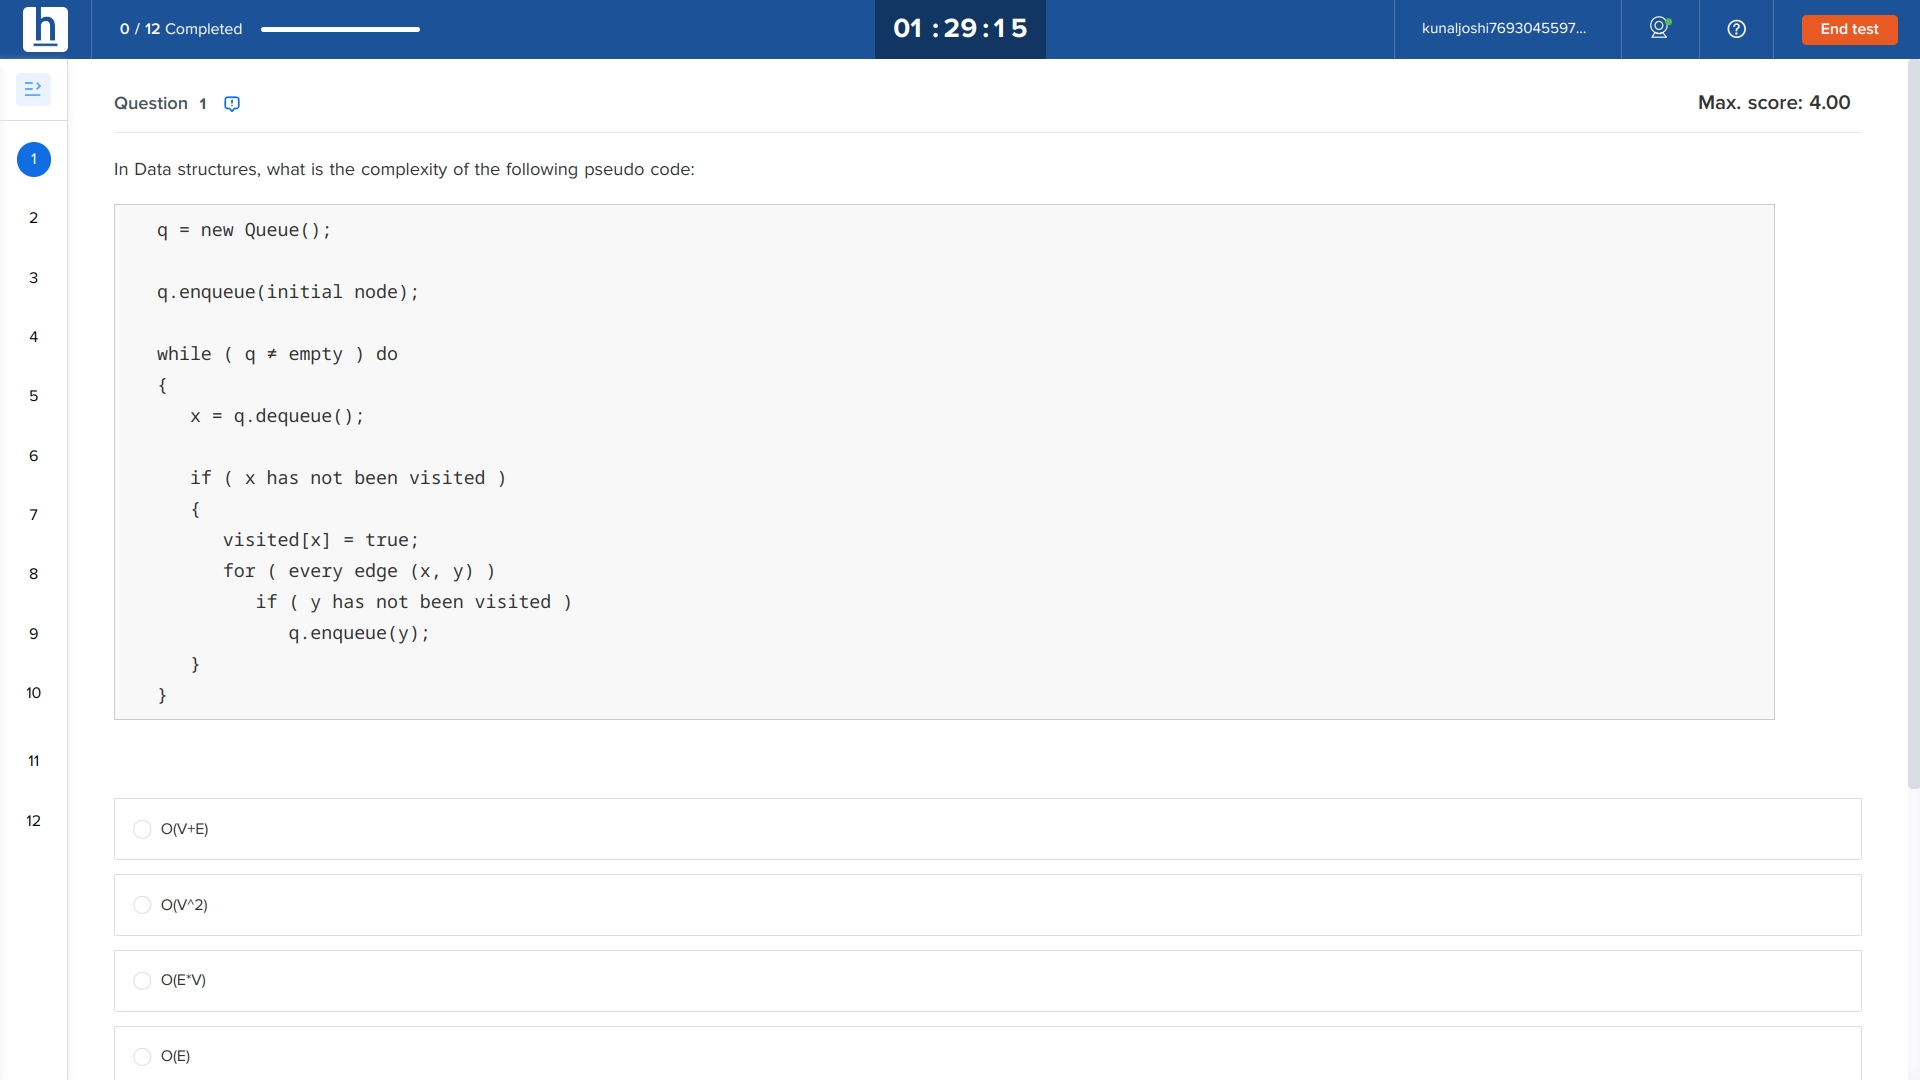 h
0 / 12 Completed
01 : 29 : 15
kunaljoshi7693045597...
End test
Question 1
Max. score: 4.00
In Data structures, what is the complexity of the following pseudo code:
q = new Queue();
q.enqueue(initial node);
while ( q ≠ empty ) do
{
x = q.dequeue();
if ( x has not been visited )
{
visited[x] = true;
for ( every edge (x, y) )
if ( y has not been visited )
q.enqueue(y);
}
}
O(V+E)
O(V^2)
O(E*V)
O(E)
1
2
3
4
5
6
7
8
9
10
11
12